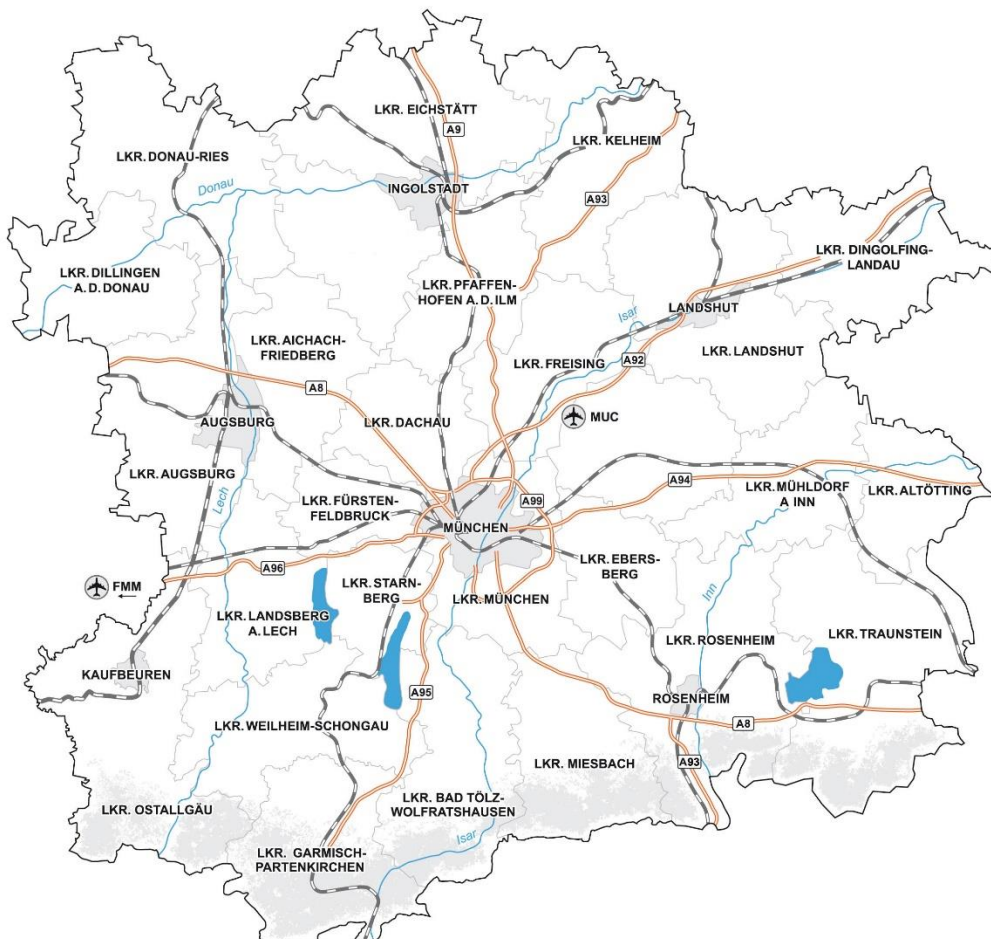 LKR. EICHSTÄTT
A9
LKR. KELHEIM
LKR. DONAU-RIES
Donau
INGOLSTADT
A93
LKR. DILLINGEN
A. D. DONAU
LKR. DINGOLFING-
LANDAU
LKR. PFAFFEN-
HOFEN A. D. ILM
LANDSHUT
Isar
LKR. AICHACH-
FRIEDBERG
LKR. FREISING
A92
LKR. LANDSHUT
A8
AUGSBURG
LKR. DACHAU
MUC
LKR. AUGSBURG
Lech
LKR. FÜRSTEN-
FELDBRUCK
A99
A94
LKR. MÜHLDORF
A INN
LKR. ALTÖTTING
MÜNCHEN
A96
FMM
LKR. STARN-
BERG
LKR. EBERS-
BERG
LKR. MÜNCHEN
Inn
LKR. LANDSBERG
A. LECH
LKR. ROSENHEIM
LKR. TRAUNSTEIN
KAUFBEUREN
A95
ROSENHEIM
LKR. WEILHEIM-SCHONGAU
A8
LKR. MIESBACH
A93
LKR. OSTALLGÄU
LKR. BAD TÖLZ-
WOLFRATSHAUSEN
Isar
LKR. GARMISCH-
PARTENKIRCHEN